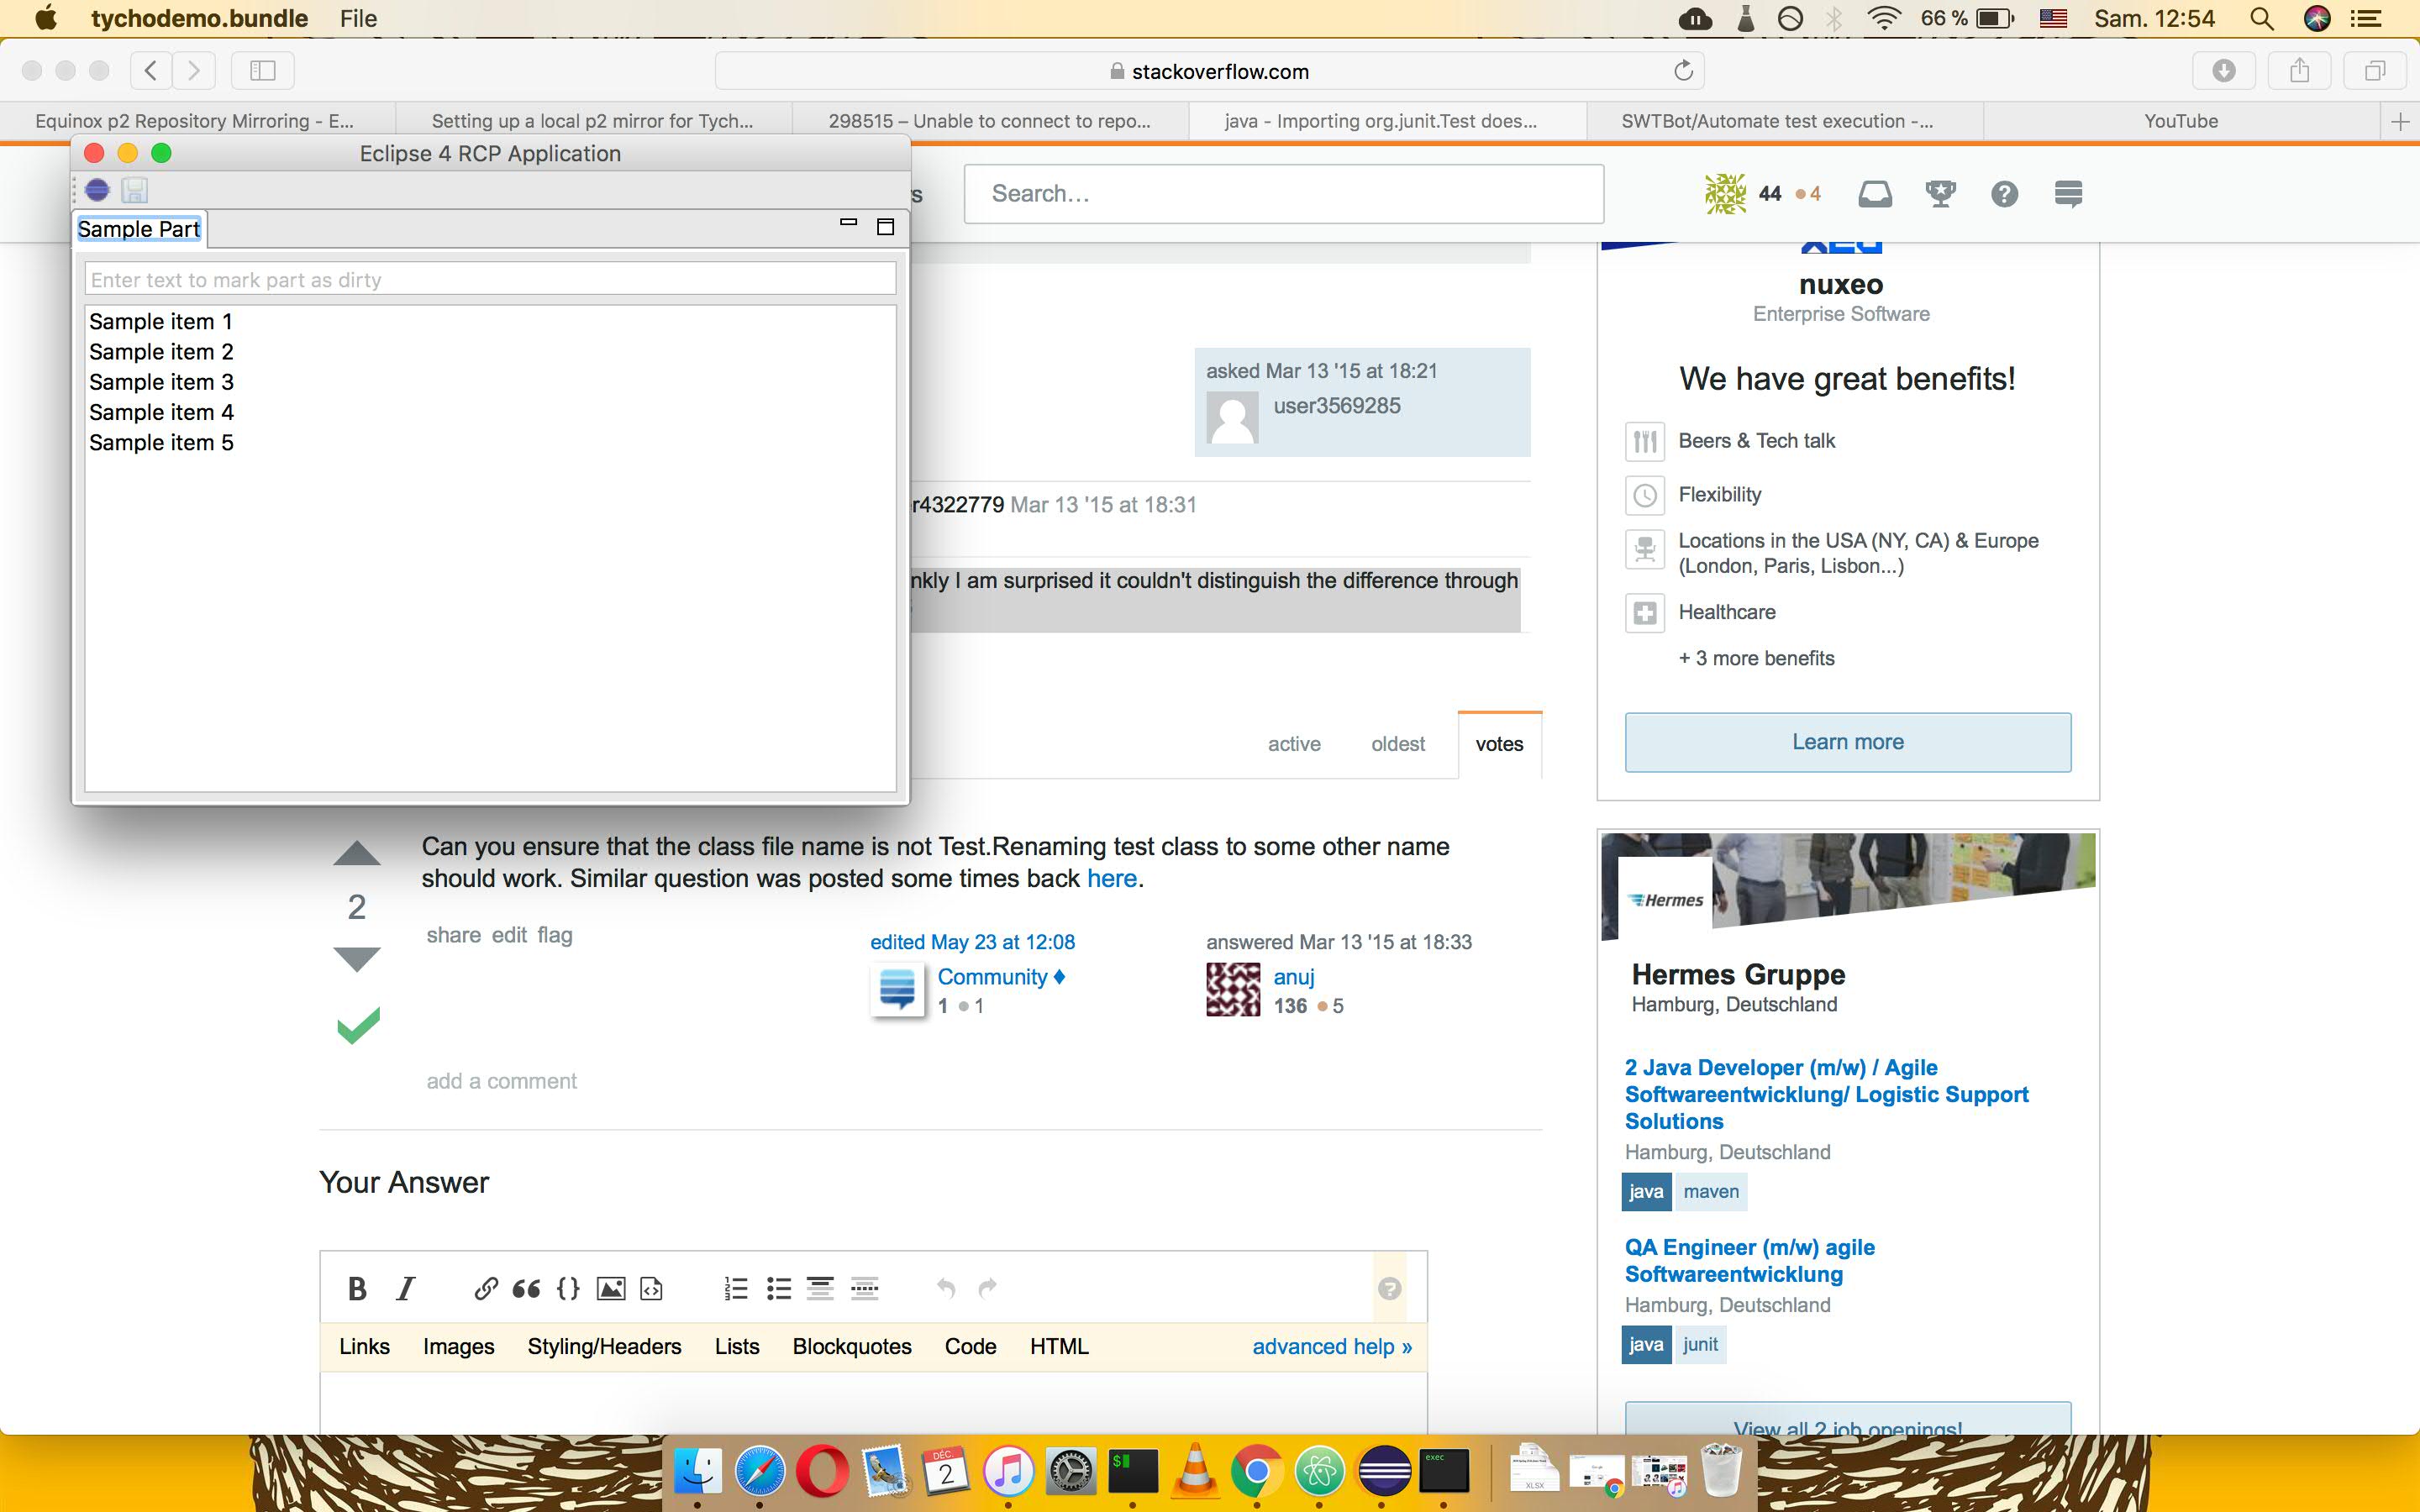 tychodemo.bundle File
66 % Sam. 12:54
stackoverflow.com
Equinox p2 Repository Mirroring - E...
Setting up a local p2 mirror for Tych...
298515 – Unable to connect to repo...
java - Importing org.junit.Test does...
SWTBot/Automate test execution -...
YouTube
Eclipse 4 RCP Application
Sample Part
Enter text to mark part as dirty
Sample item 1
Sample item 2
Sample item 3
Sample item 4
Sample item 5
Search...
44 4
asked Mar 13 '15 at 18:21
user3569285
r4322779 Mar 13 '15 at 18:31
nkly I am surprised it couldn't distinguish the difference through
active oldest votes
2
Can you ensure that the class file name is not Test.Renaming test class to some other name
should work. Similar question was posted some times back here.
share edit flag
edited May 23 at 12:08
Community ♦
1 1
answered Mar 13 '15 at 18:33
anuj
136 5
add a comment
Your Answer
Links Images Styling/Headers Lists Blockquotes Code HTML advanced help »
nuxeo
Enterprise Software
We have great benefits!
Beers & Tech talk
Flexibility
Locations in the USA (NY, CA) & Europe
(London, Paris, Lisbon...)
Healthcare
+ 3 more benefits
Learn more
Hermes
Hermes Gruppe
Hamburg, Deutschland
2 Java Developer (m/w) / Agile
Softwareentwicklung/ Logistic Support
Solutions
Hamburg, Deutschland
java maven
QA Engineer (m/w) agile
Softwareentwicklung
Hamburg, Deutschland
java junit
View all 2 job openings!
DÉC
2
exec
XLSX